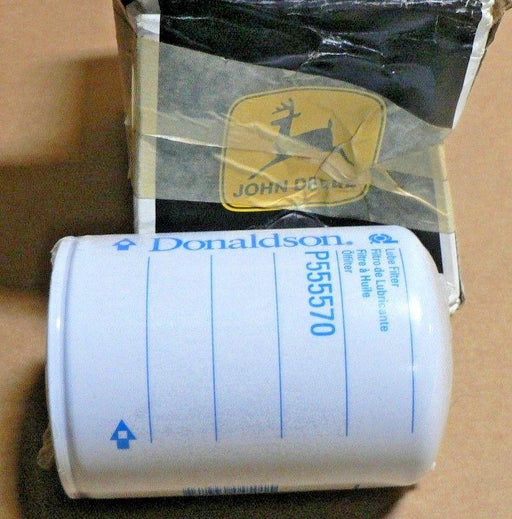 JOHN DEERE
Donaldson.
P555570
Lube Filter
Filtro de Lubricante
Filtre à Huile
Ölfilter